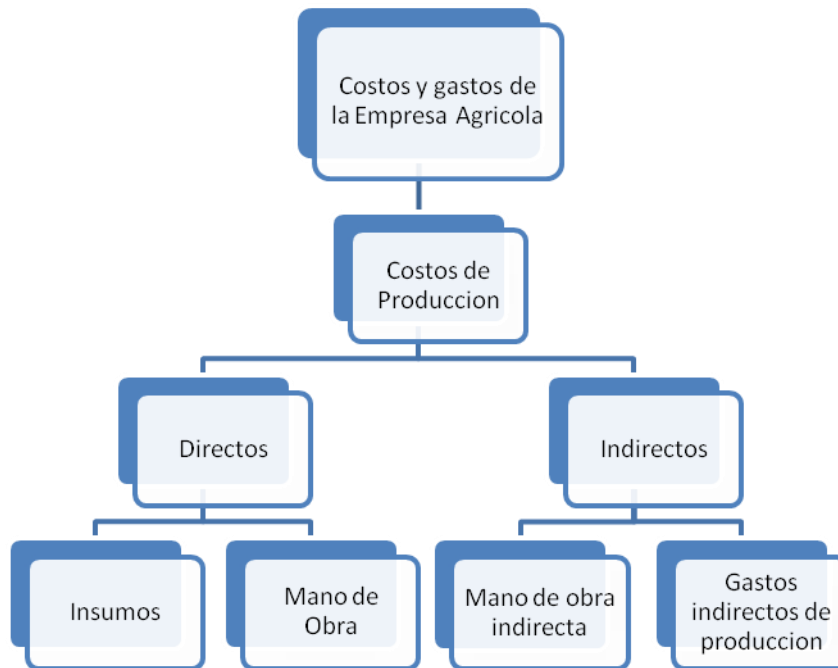 Costos y gastos de
la Empresa Agricola
Costos de
Produccion
Directos
Indirectos
Insumos
Mano de
Obra
Mano de obra
indirecta
Gastos
indirectos de
produccion